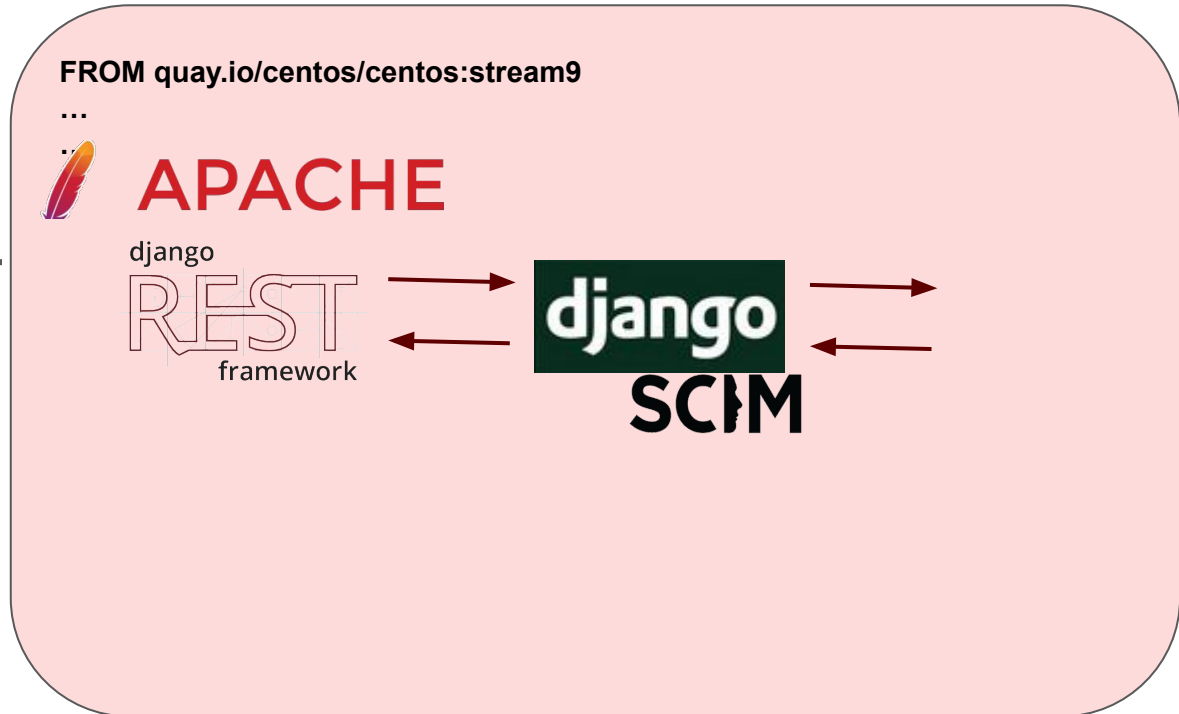 FROM quay.io/centos/centos:stream9
…
..
APACHE
django
REST
framework
django
SCIM